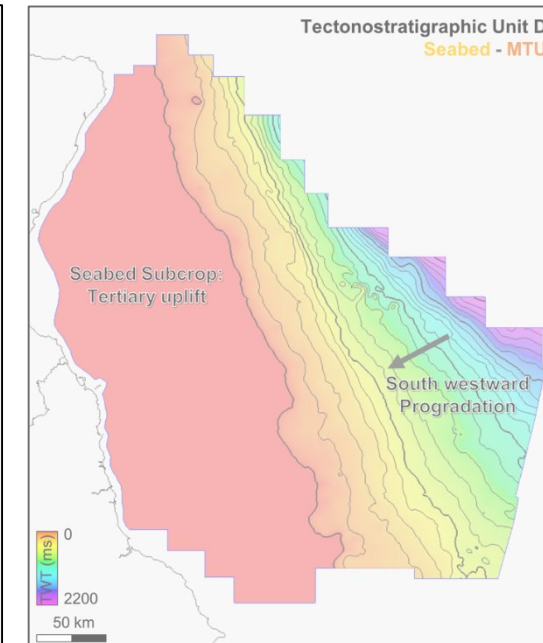 Tectonostratigraphic Unit D
Seabed - MTU
Seabed Subcrop:
Tertiary uplift
South westward
Progradation
TWT (ms)
0
2200
50 km